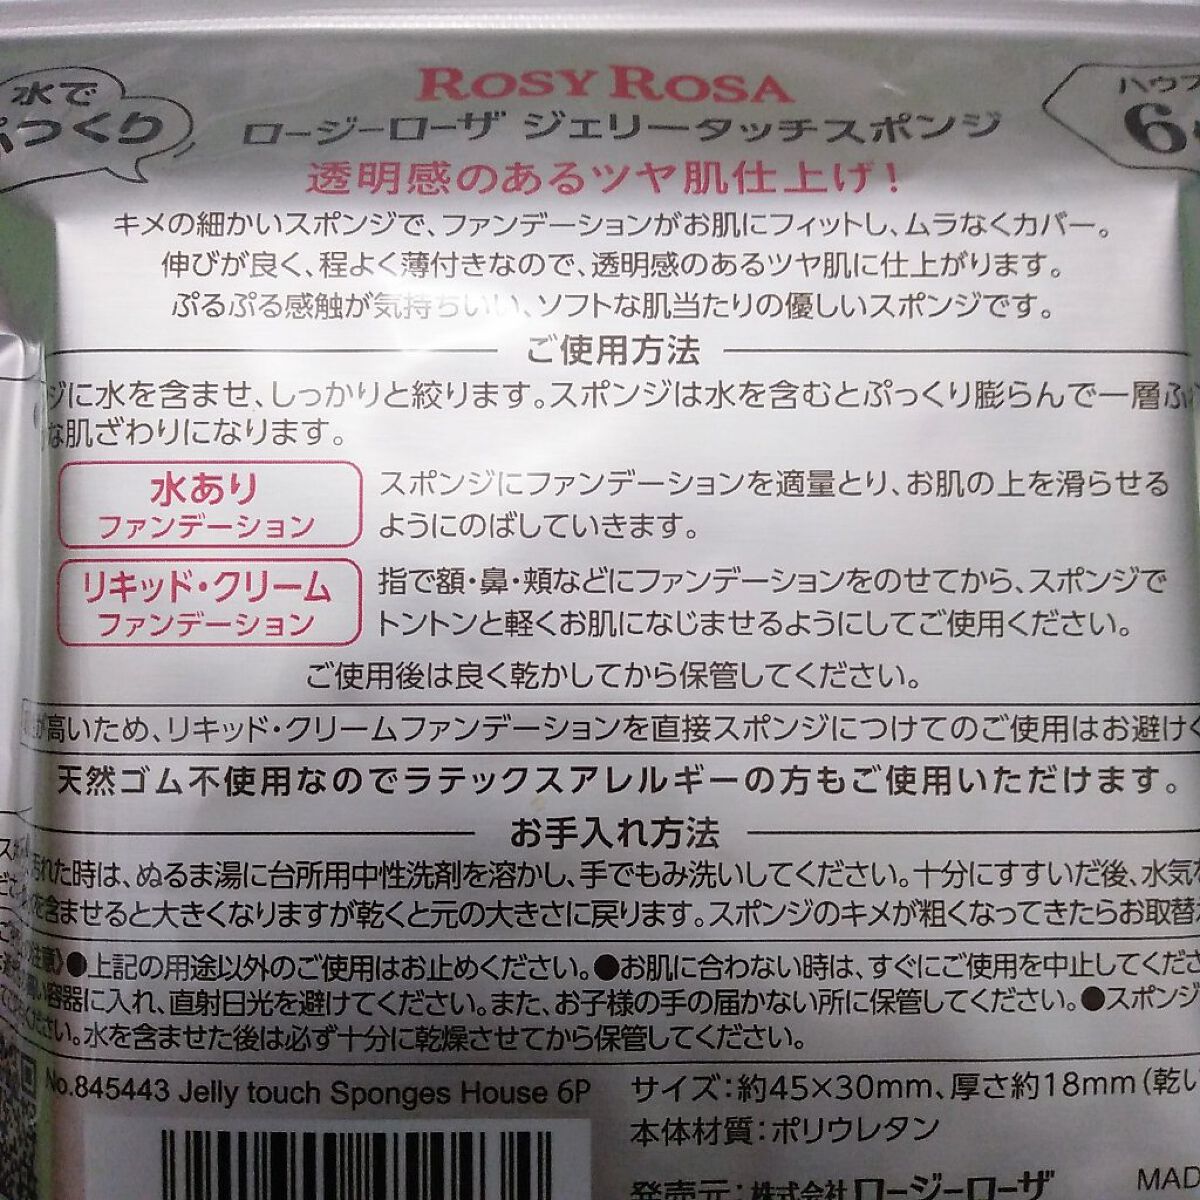 水で
ぷっくり
ROSY ROSA
ロージーローザ ジェリータッチスポンジ
ハウス
6
透明感のあるツヤ肌仕上げ!
キメの細かいスポンジで、ファンデーションがお肌にフィットし、ムラなくカバー。
伸びが良く、程よく薄付きなので、透明感のあるツヤ肌に仕上がります。
ぷるぷる感触が気持ちいい、ソフトな肌当たりの優しいスポンジです。
ご使用方法
ジに水を含ませ、しっかりと絞ります。スポンジは水を含むとぷっくり膨らんで一層ふ
な肌ざわりになります。
水あり
ファンデーション
スポンジにファンデーションを適量とり、お肌の上を滑らせる
ようにのばしていきます。
リキッド・クリーム
ファンデーション
指で額・鼻・頬などにファンデーションをのせてから、スポンジで
トントンと軽くお肌になじませるようにしてご使用ください。
ご使用後は良く乾かしてから保管してください。
が高いため、リキッド・クリームファンデーションを直接スポンジにつけてのご使用はお避けく
天然ゴム不使用なのでラテックスアレルギーの方もご使用いただけます。
お手入れ方法
汚れた時は、ぬるま湯に台所用中性洗剤を溶かし、手でもみ洗いしてください。十分にすすいだ後、水気を
を含ませると大きくなりますが乾くと元の大きさに戻ります。スポンジのキメが粗くなってきたらお取替
注意》●上記の用途以外のご使用はお止めください。●お肌に合わない時は、すぐにご使用を中止してくださ
容器に入れ、直射日光を避けてください。また、お子様の手の届かない所に保管してください。●スポンジ
ださい。水を含ませた後は必ず十分に乾燥させてから保管してください。
No.845443 Jelly touch Sponges House 6P
サイズ:約45×30mm、厚さ約18mm(乾い
本体材質:ポリウレタン
発売元:株式会社ロージーローザ
MAD